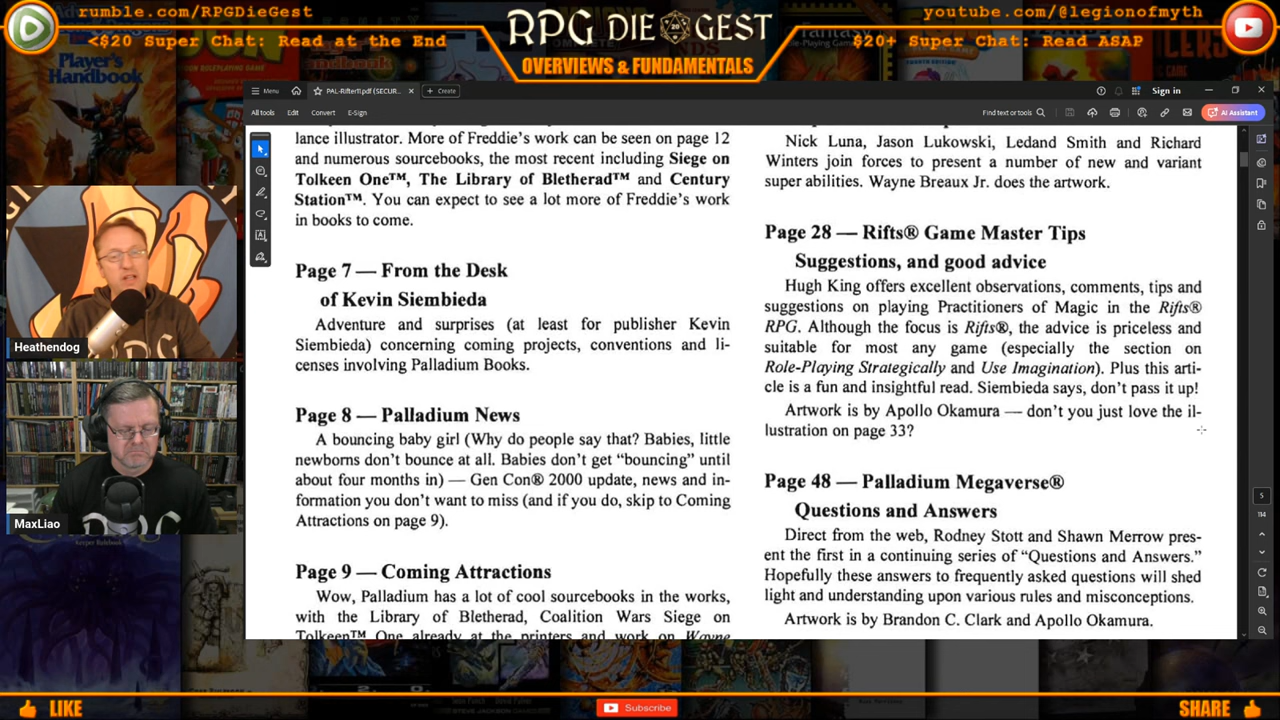 rumble.com/RPGDieGest
<$20 Super Chat: Read at the End
RPG DIE GEST
OVERVIEWS & FUNDAMENTALS
youtube.com/@legionofmyth
$20+ Super Chat: Read ASAP
Player's
Handbook
Menu
PAL-Rifter11.pdf (SECUR...
Create
Sign in
All tools
Edit
Convert
E-Sign
Find text or tools
AI Assistant
lance illustrator. More of Freddie's work can be seen on page 12
and numerous sourcebooks, the most recent including Siege on
Tolkeen One™, The Library of Bletherad™ and Century
Station™. You can expect to see a lot more of Freddie's work
in books to come.
Page 7 — From the Desk
of Kevin Siembieda
Adventure and surprises (at least for publisher Kevin
Siembieda) concerning coming projects, conventions and li-
censes involving Palladium Books.
Page 8 — Palladium News
A bouncing baby girl (Why do people say that? Babies, little
newborns don't bounce at all. Babies don't get "bouncing" until
about four months in) — Gen Con® 2000 update, news and in-
formation you don't want to miss (and if you do, skip to Coming
Attractions on page 9).
Page 9 — Coming Attractions
Wow, Palladium has a lot of cool sourcebooks in the works,
with the Library of Bletherad, Coalition Wars Siege on
Tolkeen™ One already at the printers and work on Wayne
Nick Luna, Jason Lukowski, Ledand Smith and Richard
Winters join forces to present a number of new and variant
super abilities. Wayne Breaux Jr. does the artwork.
Page 28 — Rifts® Game Master Tips
Suggestions, and good advice
Hugh King offers excellent observations, comments, tips and
suggestions on playing Practitioners of Magic in the Rifts®
RPG. Although the focus is Rifts®, the advice is priceless and
suitable for most any game (especially the section on
Role-Playing Strategically and Use Imagination). Plus this arti-
cle is a fun and insightful read. Siembieda says, don't pass it up!
Artwork is by Apollo Okamura — don't you just love the il-
lustration on page 33?
Page 48 — Palladium Megaverse®
Questions and Answers
Direct from the web, Rodney Stott and Shawn Merrow pres-
ent the first in a continuing series of "Questions and Answers."
Hopefully these answers to frequently asked questions will shed
light and understanding upon various rules and misconceptions.
Artwork is by Brandon C. Clark and Apollo Okamura.
5
114
Heathendog
MaxLiao
LIKE
Subscribe
SHARE